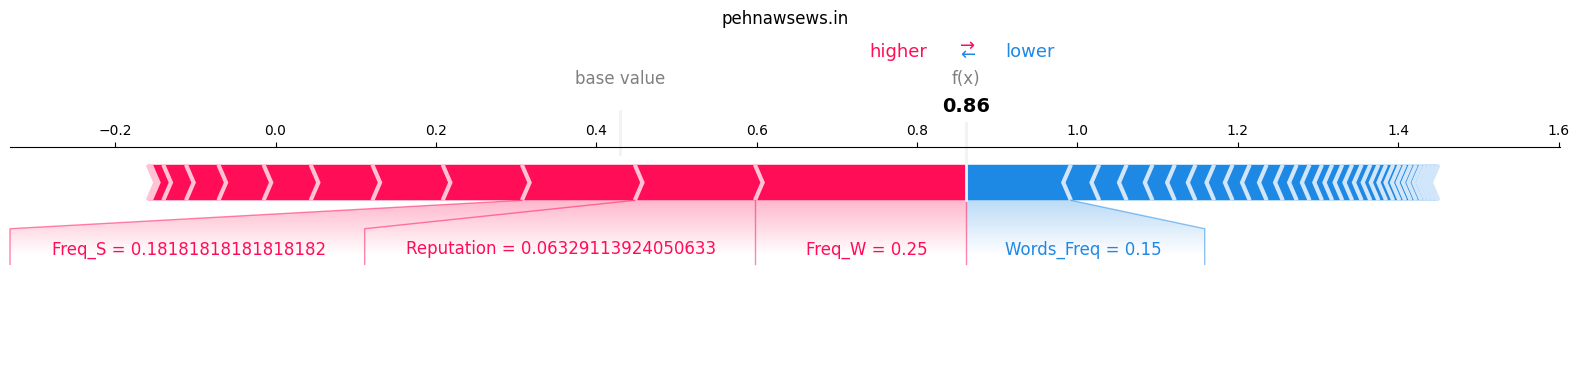 pehnawsews.in
higher ⇄ lower
base value f(x)
0.86
−0.2 0.0 0.2 0.4 0.6 0.8 1.0 1.2 1.4 1.6
Freq_S = 0.18181818181818182 Reputation = 0.06329113924050633 Freq_W = 0.25 Words_Freq = 0.15